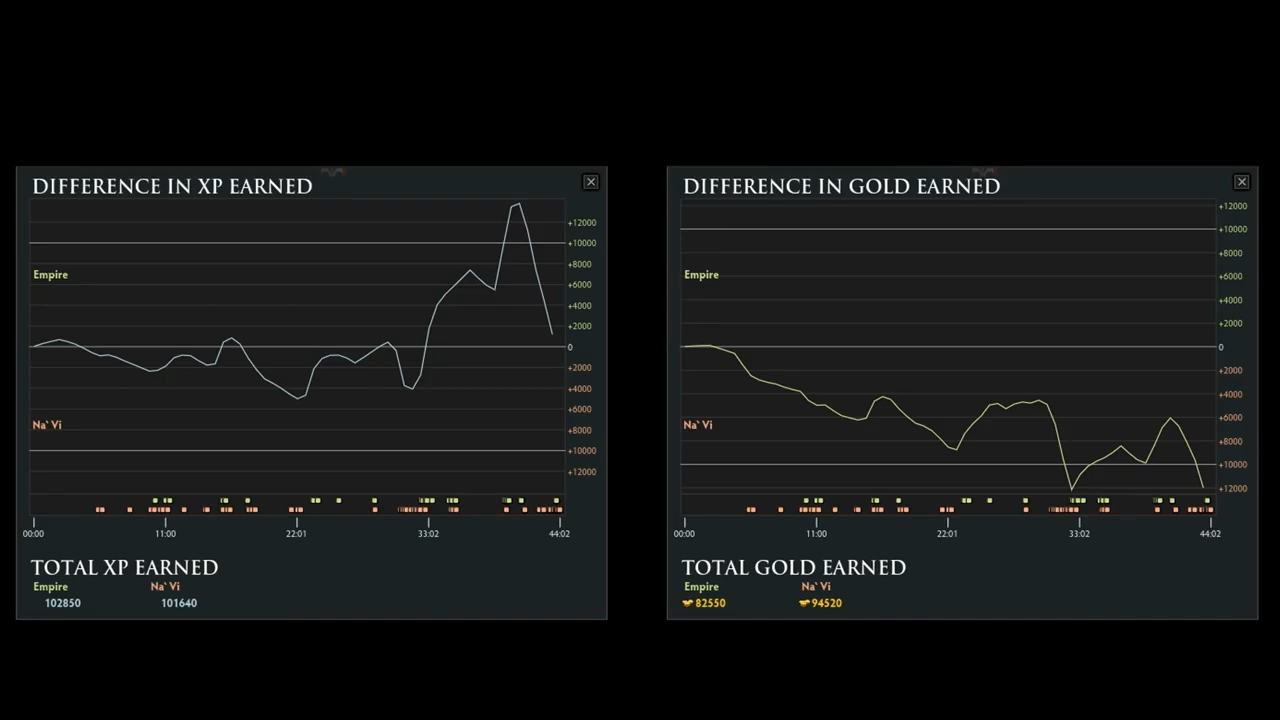 DIFFERENCE IN XP EARNED
+12000
+10000
+8000
Empire
+6000
+4000
+2000
0
+2000
+4000
+6000
Na`Vi
+8000
+10000
+12000
00:00 11:00 22:01 33:02 44:02
TOTAL XP EARNED
Empire Na`Vi
102850 101640
DIFFERENCE IN GOLD EARNED
+12000
+10000
+8000
Empire
+6000
+4000
+2000
0
+2000
+4000
+6000
Na`Vi
+8000
+10000
+12000
00:00 11:00 22:01 33:02 44:02
TOTAL GOLD EARNED
Empire Na`Vi
82550 94520